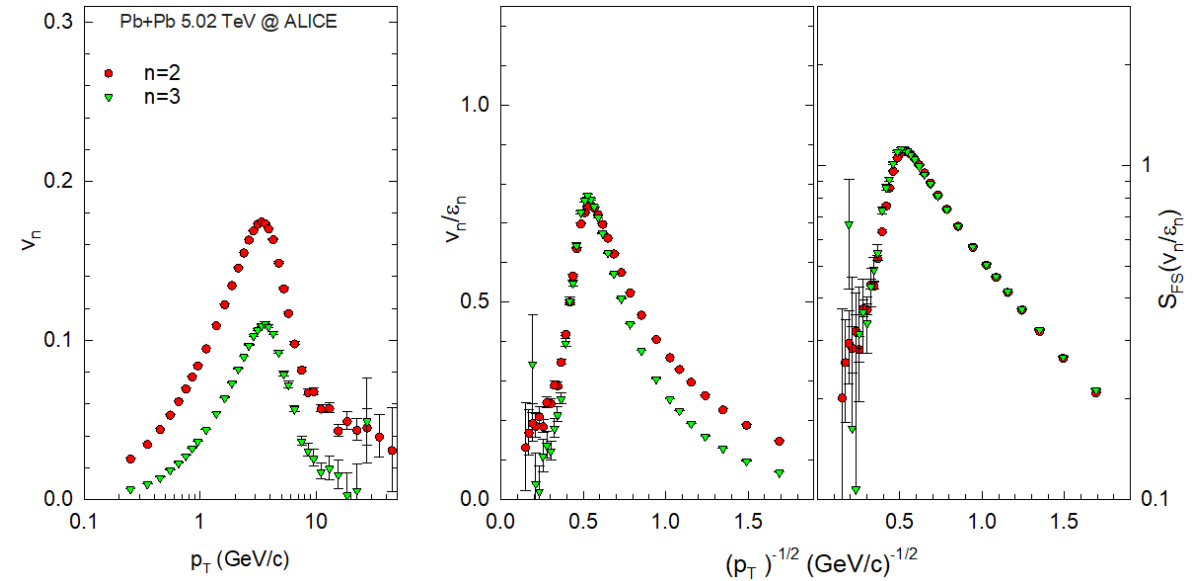 Pb+Pb 5.02 TeV @ ALICE
n=2
n=3
0.3
0.2
0.1
0.0
v_n
0.1
1
10
p_T (GeV/c)
1.0
0.5
0.0
v_n/ε_n
0.0
0.5
1.0
1.5
0.5
1.0
1.5
(p_T )^-1/2 (GeV/c)^-1/2
1
0.1
S_FS(v_n/ε_n)